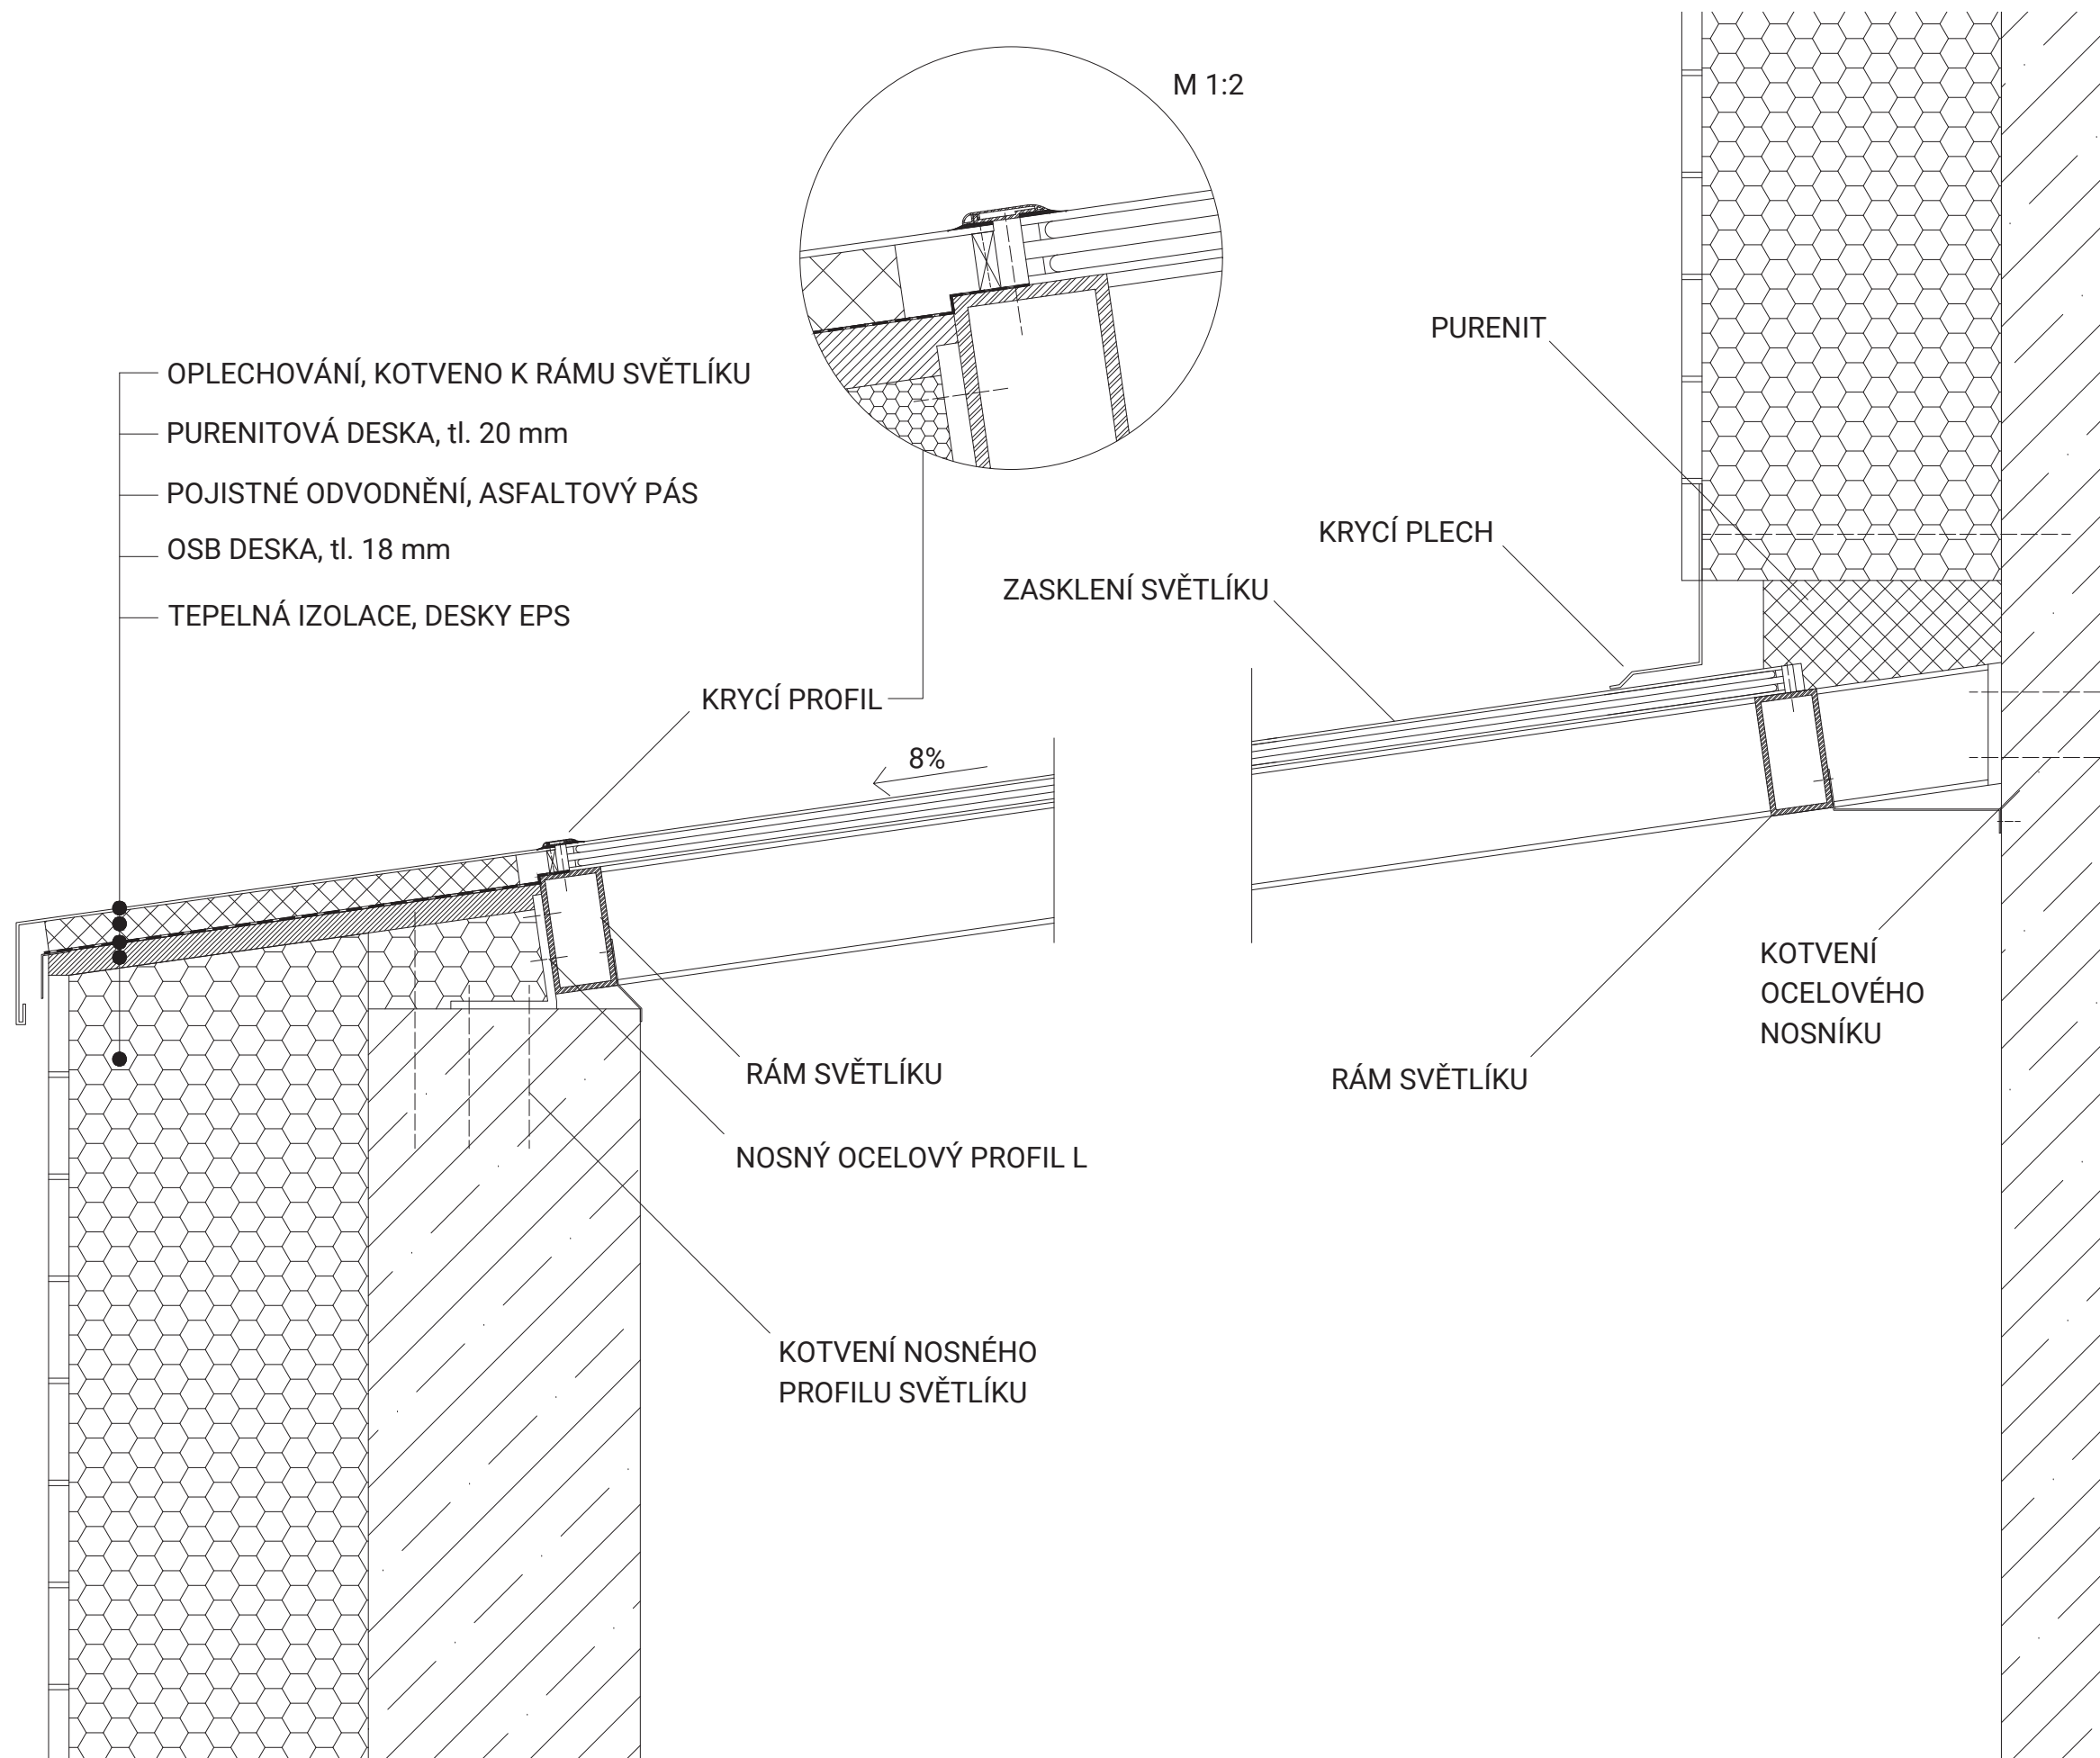 M 1:2
PURENIT
OPLECHOVÁNÍ, KOTVENO K RÁMU SVĚTLÍKU
PURENITOVÁ DESKA, tl. 20 mm
POJISTNÉ ODVODNĚNÍ, ASFALTOVÝ PÁS
OSB DESKA, tl. 18 mm
TEPELNÁ IZOLACE, DESKY EPS
KRYCÍ PLECH
ZASKLENÍ SVĚTLÍKU
KRYCÍ PROFIL
8%
KOTVENÍ
OCELOVÉHO
NOSNÍKU
RÁM SVĚTLÍKU
RÁM SVĚTLÍKU
NOSNÝ OCELOVÝ PROFIL L
KOTVENÍ NOSNÉHO
PROFILU SVĚTLÍKU